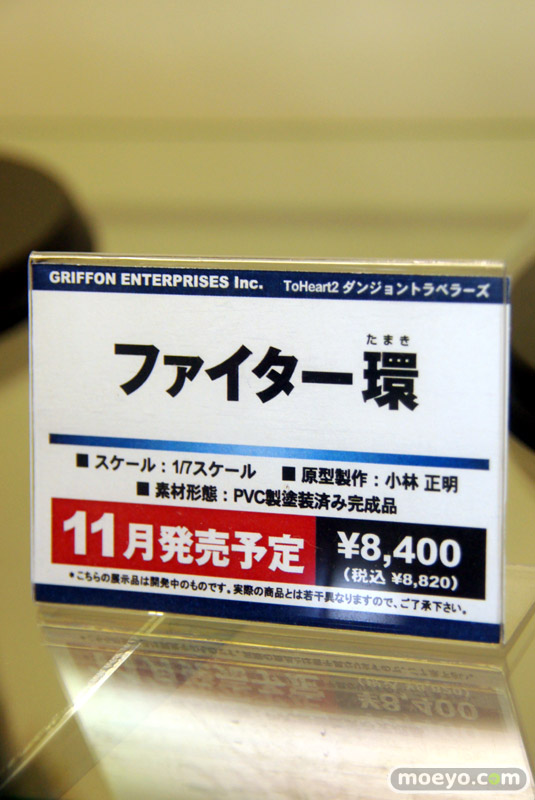 GRIFFON ENTERPRISES Inc. ToHeart2 ダンジョントラベラーズ
たまき
ファイター環
■ スケール：1/7スケール ■ 原型製作：小林 正明
■ 素材形態：PVC製塗装済み完成品
11月発売予定 ¥8,400
(税込 ¥8,820)
＊こちらの展示品は開発中のものです。実際の商品とは若干異なりますので、ご了承下さい。
moeyo.com